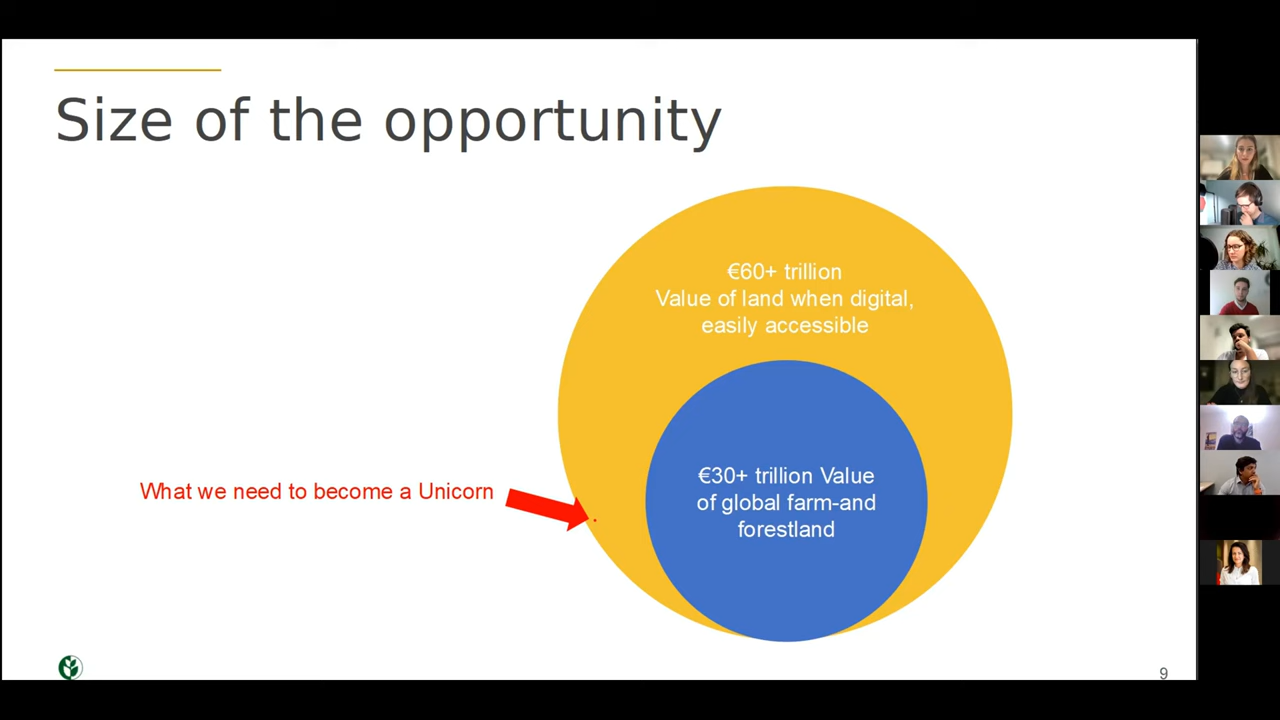 Size of the opportunity
€60+ trillion
Value of land when digital,
easily accessible
What we need to become a Unicorn
€30+ trillion Value
of global farm-and
forestland
9